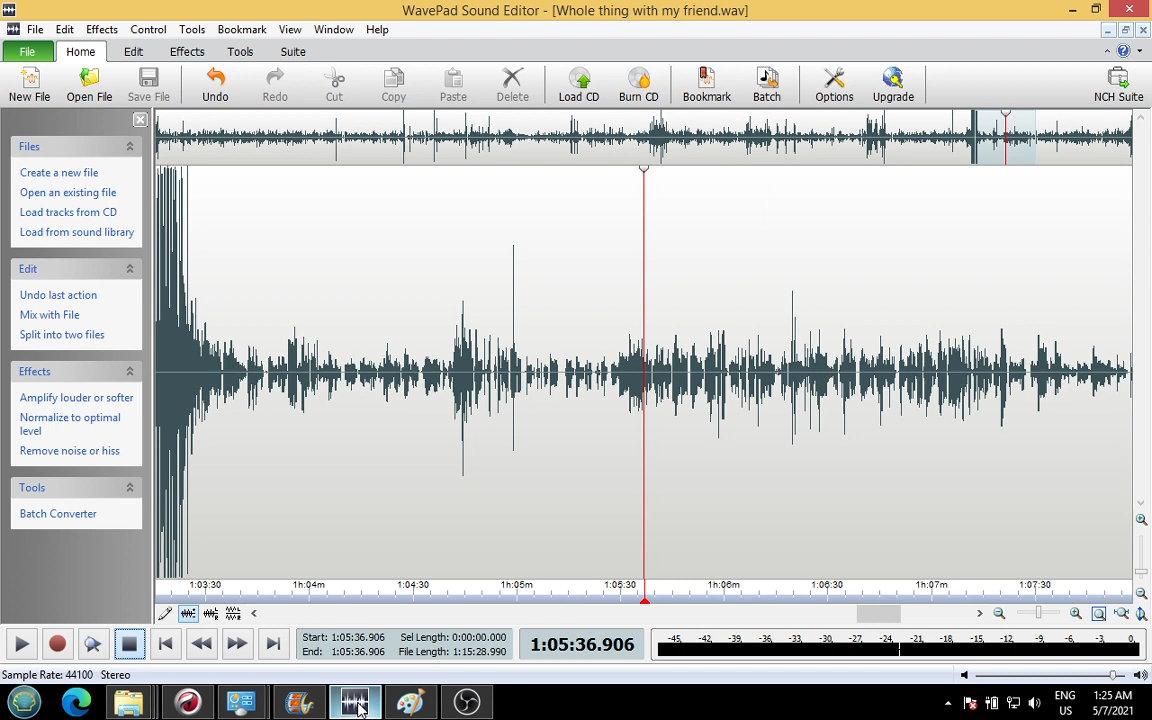 WavePad Sound Editor - [Whole thing with my friend.wav]
File Edit Effects Control Tools Bookmark View Window Help
File Home Edit Effects Tools Suite
New File Open File Save File Undo Redo Cut Copy Paste Delete Load CD Burn CD Bookmark Batch Options Upgrade NCH Suite
Files
Create a new file
Open an existing file
Load tracks from CD
Load from sound library
Edit
Undo last action
Mix with File
Split into two files
Effects
Amplify louder or softer
Normalize to optimal
level
Remove noise or hiss
Tools
Batch Converter
1:03:30 1h:04m 1:04:30 1h:05m 1:05:30 1h:06m 1:06:30 1h:07m 1:07:30
Start: 1:05:36.906 Sel Length: 0:00:00.000
End: 1:05:36.906 File Length: 1:15:28.990
1:05:36.906
-45, -42, -39, -36, -33, -30, -27, -24, -21, -18, -15, -12, -9, -6, -3, 0,
Sample Rate: 44100 Stereo
ENG
US
1:25 AM
5/7/2021